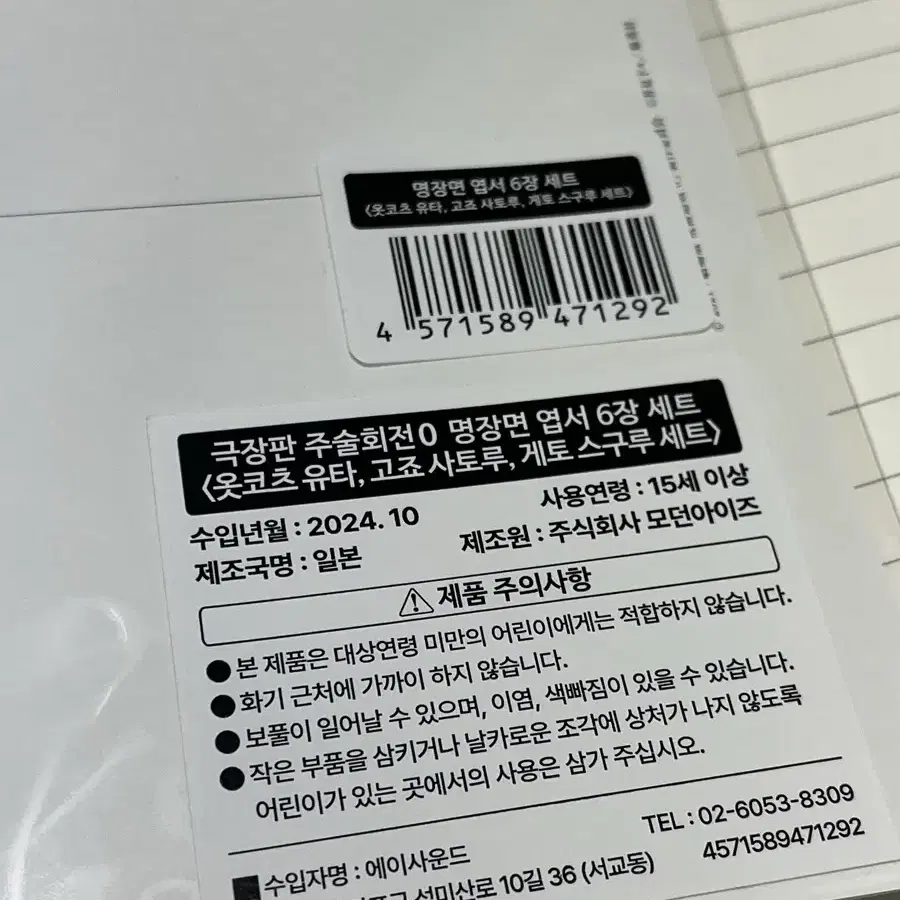 명장면 엽서 6장 세트
〈옷코츠 유타, 고죠 사토루, 게토 스구루 세트〉
4 571589 471292
극장판 주술회전0 명장면 엽서 6장 세트
〈옷코츠 유타, 고죠 사토루, 게토 스구루 세트〉
수입년월 : 2024. 10 사용연령 : 15세 이상
제조국명 : 일본 제조원 : 주식회사 모던아이즈
⚠ 제품 주의사항
● 본 제품은 대상연령 미만의 어린이에게는 적합하지 않습니다.
● 화기 근처에 가까이 하지 않습니다.
● 보풀이 일어날 수 있으며, 이염, 색빠짐이 있을 수 있습니다.
● 작은 부품을 삼키거나 날카로운 조각에 상처가 나지 않도록
어린이가 있는 곳에서의 사용은 삼가 주십시오.
TEL : 02-6053-8309
수입자명 : 에이사운드 4571589471292
성미산로 10길 36 (서교동)